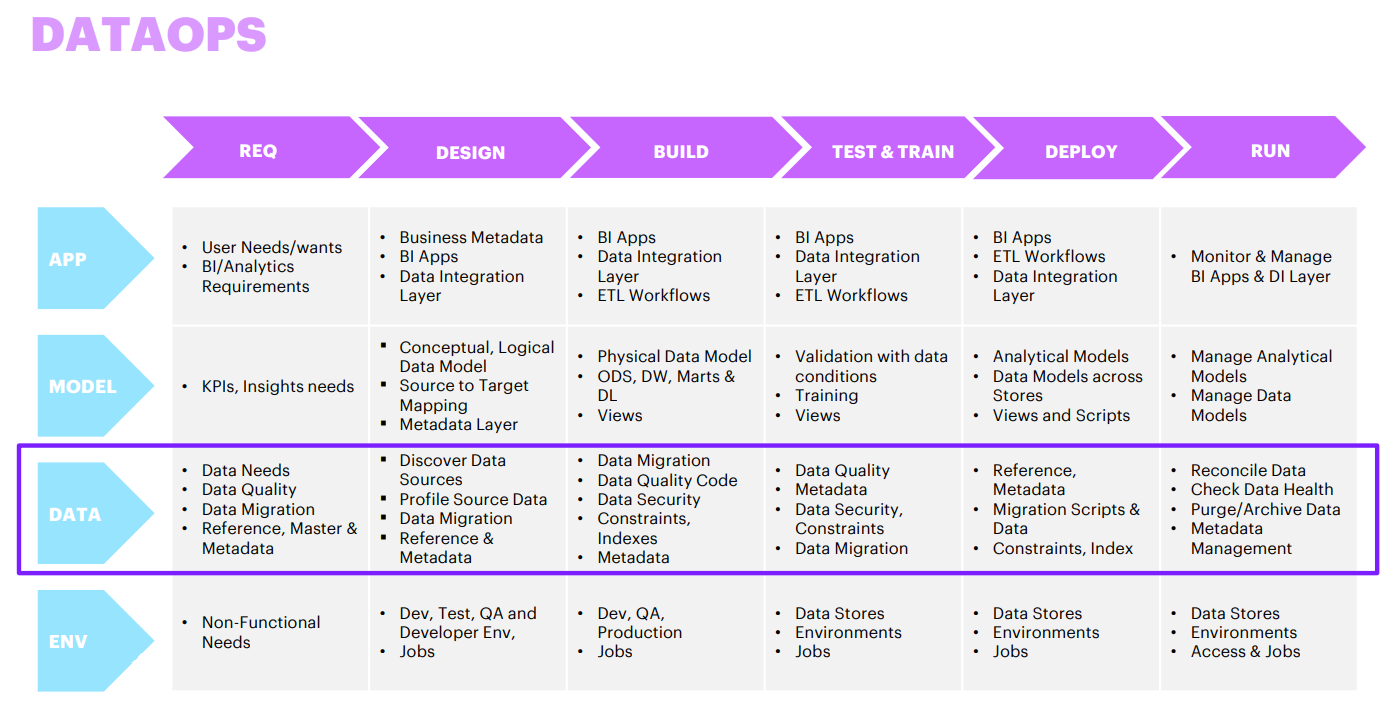 DATAOPS
REQ
DESIGN
BUILD
TEST & TRAIN
DEPLOY
RUN
APP
• User Needs/wants
• BI/Analytics
Requirements
• Business Metadata
• BI Apps
• Data Integration
Layer
• BI Apps
• Data Integration
Layer
• ETL Workflows
• BI Apps
• Data Integration
Layer
• ETL Workflows
• BI Apps
• ETL Workflows
• Data Integration
Layer
• Monitor & Manage
BI Apps & DI Layer
MODEL
• KPIs, Insights needs
▪ Conceptual, Logical
Data Model
▪ Source to Target
Mapping
▪ Metadata Layer
• Physical Data Model
• ODS, DW, Marts &
DL
• Views
• Validation with data
conditions
• Training
• Views
• Analytical Models
• Data Models across
Stores
• Views and Scripts
• Manage Analytical
Models
• Manage Data
Models
DATA
• Data Needs
• Data Quality
• Data Migration
• Reference, Master &
Metadata
▪ Discover Data
Sources
▪ Profile Source Data
▪ Data Migration
▪ Reference &
Metadata
• Data Migration
• Data Quality Code
• Data Security
• Constraints,
Indexes
• Metadata
• Data Quality
• Metadata
• Data Security,
Constraints
• Data Migration
• Reference,
Metadata
• Migration Scripts &
Data
• Constraints, Index
• Reconcile Data
• Check Data Health
• Purge/Archive Data
• Metadata
Management
ENV
• Non-Functional
Needs
• Dev, Test, QA and
Developer Env,
• Jobs
• Dev, QA,
Production
• Jobs
• Data Stores
• Environments
• Jobs
• Data Stores
• Environments
• Jobs
• Data Stores
• Environments
• Access & Jobs